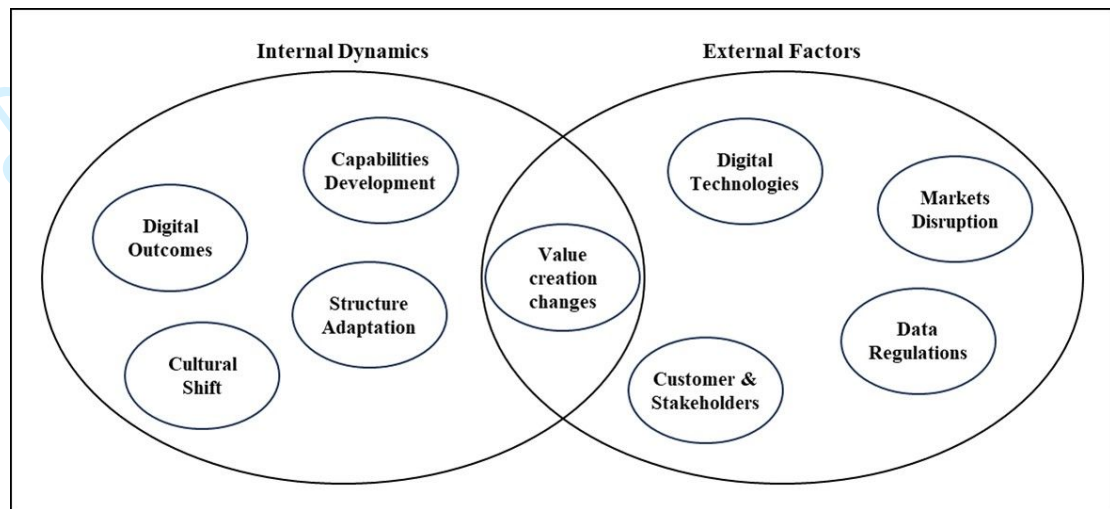 Internal Dynamics
External Factors
Capabilities
Development
Digital
Outcomes
Structure
Adaptation
Cultural
Shift
Value
creation
changes
Digital
Technologies
Markets
Disruption
Data
Regulations
Customer &
Stakeholders